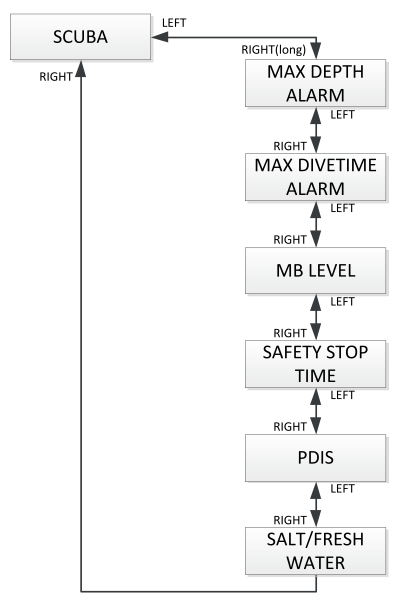 SCUBA
LEFT
RIGHT(long)
RIGHT
MAX DEPTH
ALARM
LEFT
RIGHT
MAX DIVETIME
ALARM
LEFT
RIGHT
MB LEVEL
LEFT
RIGHT
SAFETY STOP
TIME
LEFT
RIGHT
PDIS
LEFT
RIGHT
SALT/FRESH
WATER